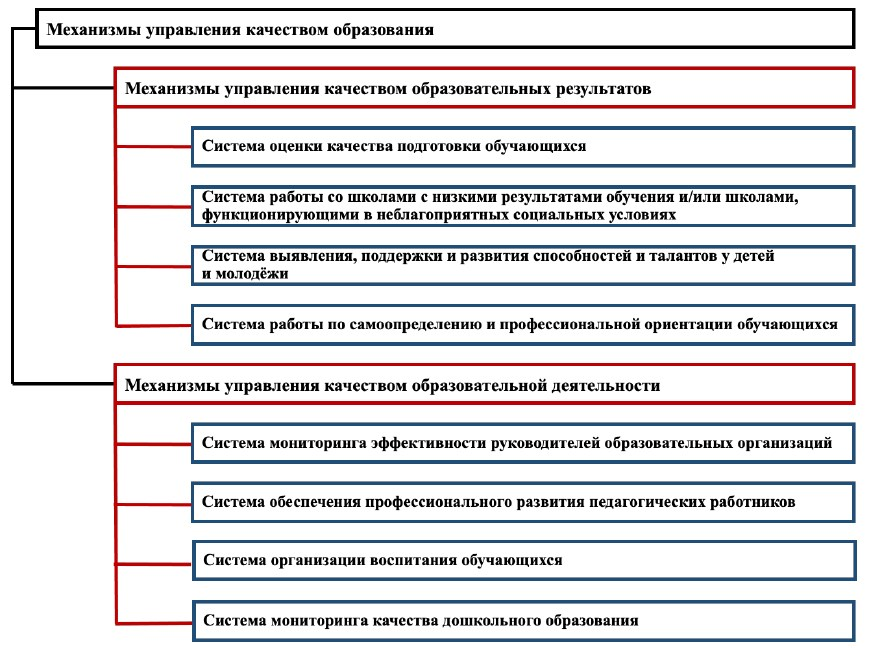 Механизмы управления качеством образования
Механизмы управления качеством образовательных результатов
Система оценки качества подготовки обучающихся
Система работы со школами с низкими результатами обучения и/или школами,
функционирующими в неблагоприятных социальных условиях
Система выявления, поддержки и развития способностей и талантов у детей
и молодёжи
Система работы по самоопределению и профессиональной ориентации обучающихся
Механизмы управления качеством образовательной деятельности
Система мониторинга эффективности руководителей образовательных организаций
Система обеспечения профессионального развития педагогических работников
Система организации воспитания обучающихся
Система мониторинга качества дошкольного образования